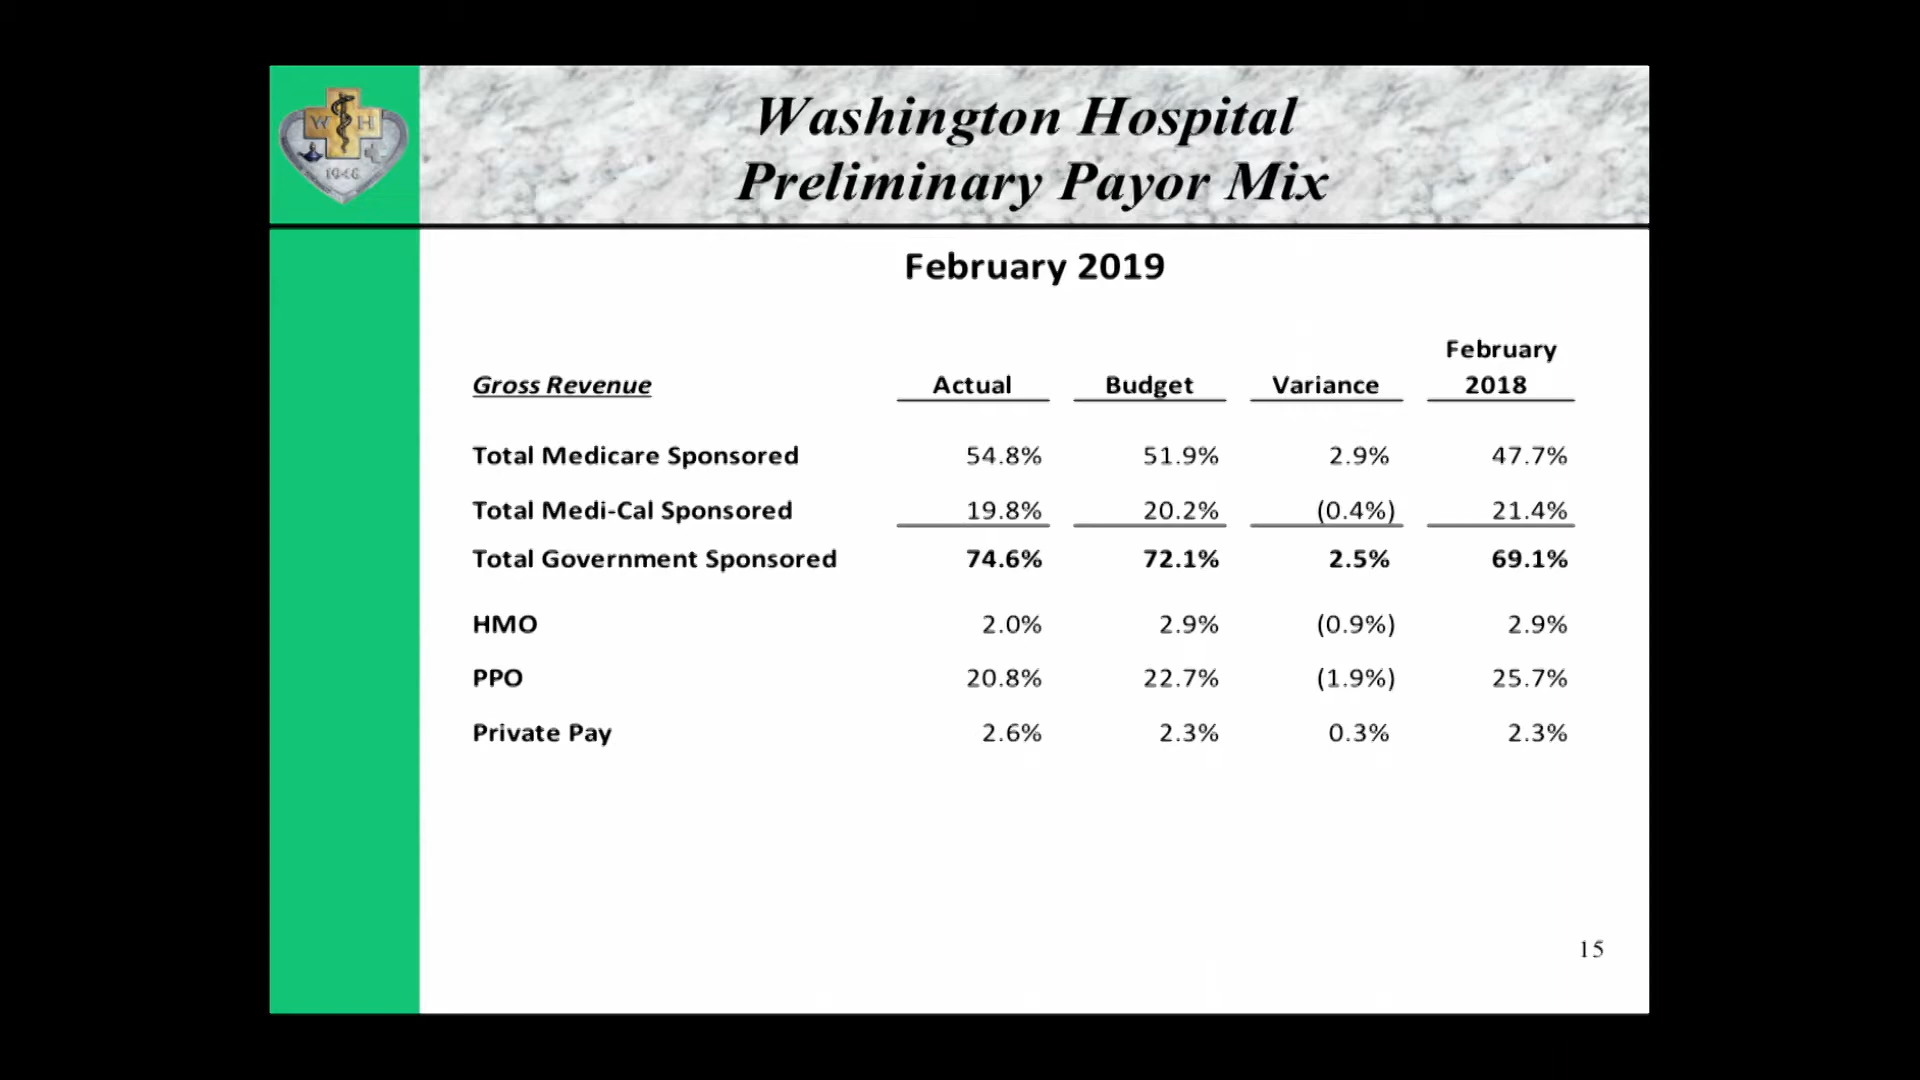 W H
1948
Washington Hospital
Preliminary Payor Mix
February 2019
February
Gross Revenue Actual Budget Variance 2018
Total Medicare Sponsored 54.8% 51.9% 2.9% 47.7%
Total Medi-Cal Sponsored 19.8% 20.2% (0.4%) 21.4%
Total Government Sponsored 74.6% 72.1% 2.5% 69.1%
HMO 2.0% 2.9% (0.9%) 2.9%
PPO 20.8% 22.7% (1.9%) 25.7%
Private Pay 2.6% 2.3% 0.3% 2.3%
15